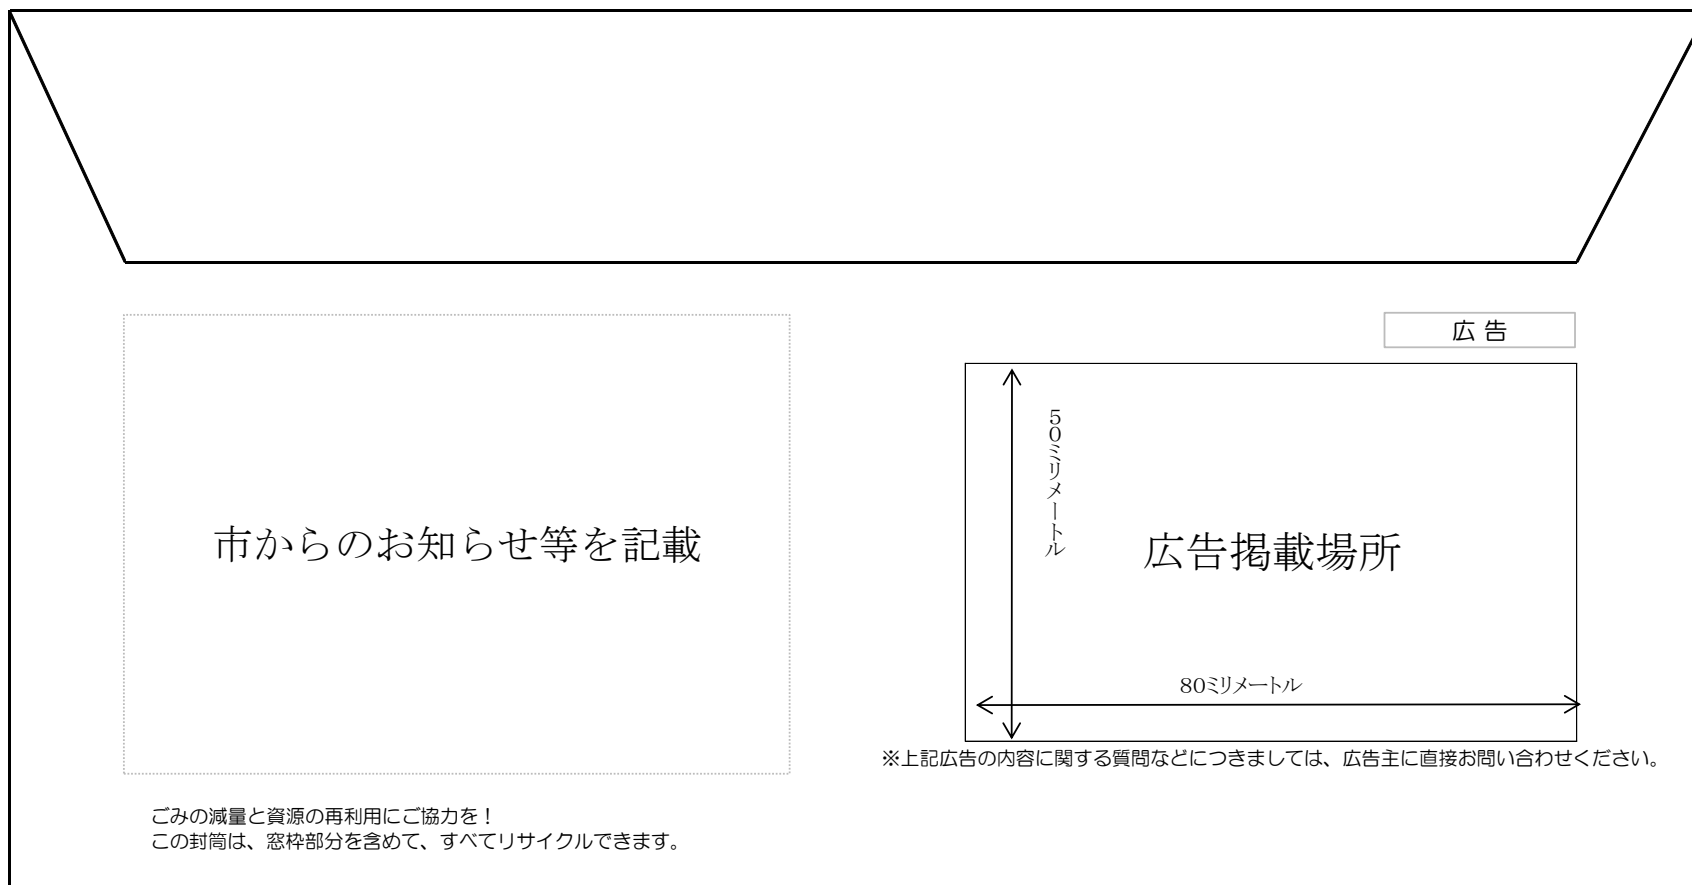 広 告
50ミリメートル
市からのお知らせ等を記載
広告掲載場所
80ミリメートル
※上記広告の内容に関する質問などにつきましては、広告主に直接お問い合わせください。
ごみの減量と資源の再利用にご協力を！
この封筒は、窓枠部分を含めて、すべてリサイクルできます。